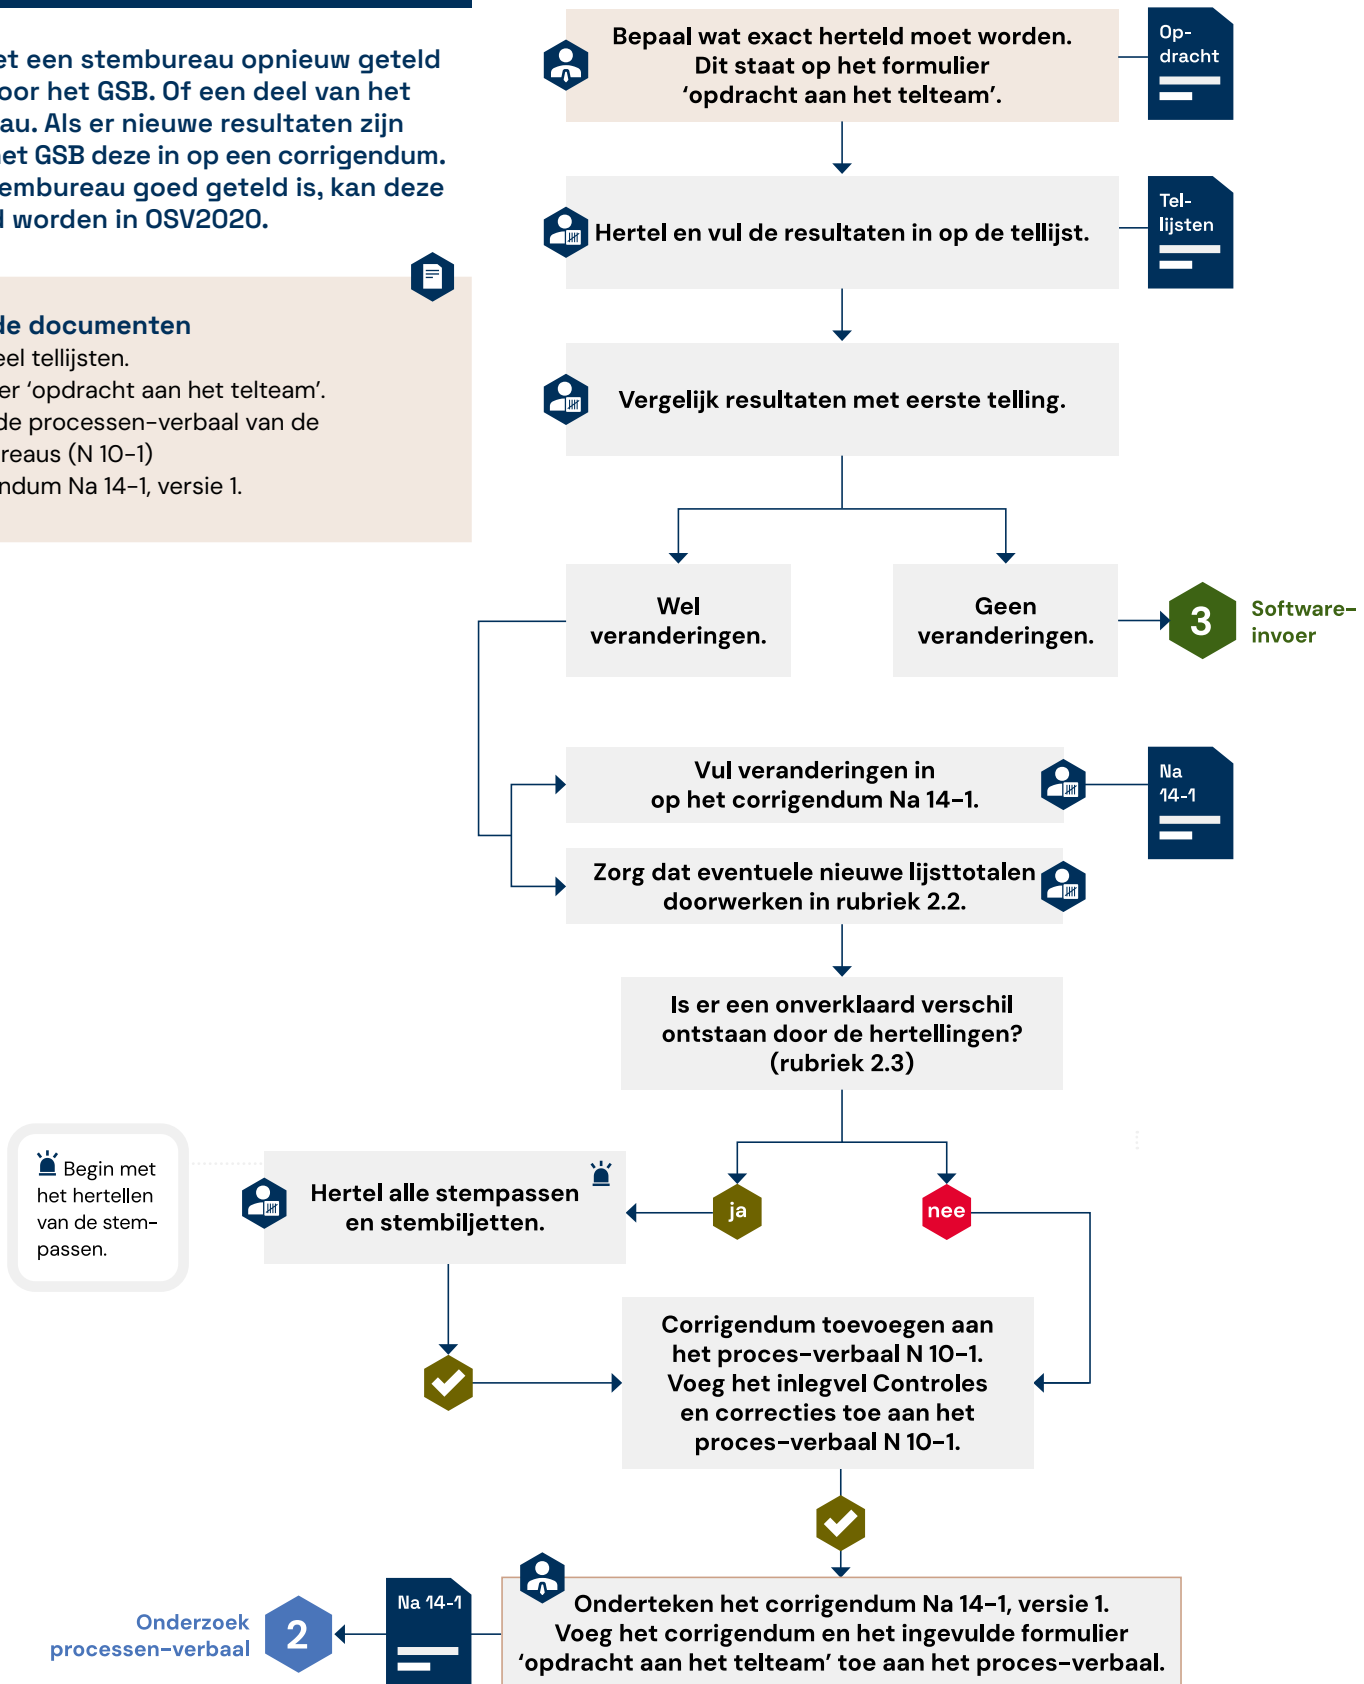 et een stembureau opnieuw geteld
oor het GSB. Of een deel van het
au. Als er nieuwe resultaten zijn
het GSB deze in op een corrigendum.
tembureau goed geteld is, kan deze
d worden in OSV2020.
de documenten
eel tellijsten.
er ‘opdracht aan het telteam’.
de processen-verbaal van de
reaus (N 10-1)
ndum Na 14-1, versie 1.
Bepaal wat exact herteld moet worden.
Dit staat op het formulier
‘opdracht aan het telteam’.
Op-
dracht
Hertel en vul de resultaten in op de tellijst.
Tel-
lijsten
Vergelijk resultaten met eerste telling.
Wel
veranderingen.
Geen
veranderingen.
3
Software-
invoer
Vul veranderingen in
op het corrigendum Na 14-1.
Na
14-1
Zorg dat eventuele nieuwe lijsttotalen
doorwerken in rubriek 2.2.
Is er een onverklaard verschil
ontstaan door de hertellingen?
(rubriek 2.3)
ja
nee
Hertel alle stempassen
en stembiljetten.
Begin met
het hertellen
van de stem-
passen.
Corrigendum toevoegen aan
het proces-verbaal N 10-1.
Voeg het inlegvel Controles
en correcties toe aan het
proces-verbaal N 10-1.
Onderteken het corrigendum Na 14-1, versie 1.
Voeg het corrigendum en het ingevulde formulier
‘opdracht aan het telteam’ toe aan het proces-verbaal.
Na 14-1
2
Onderzoek
processen-verbaal